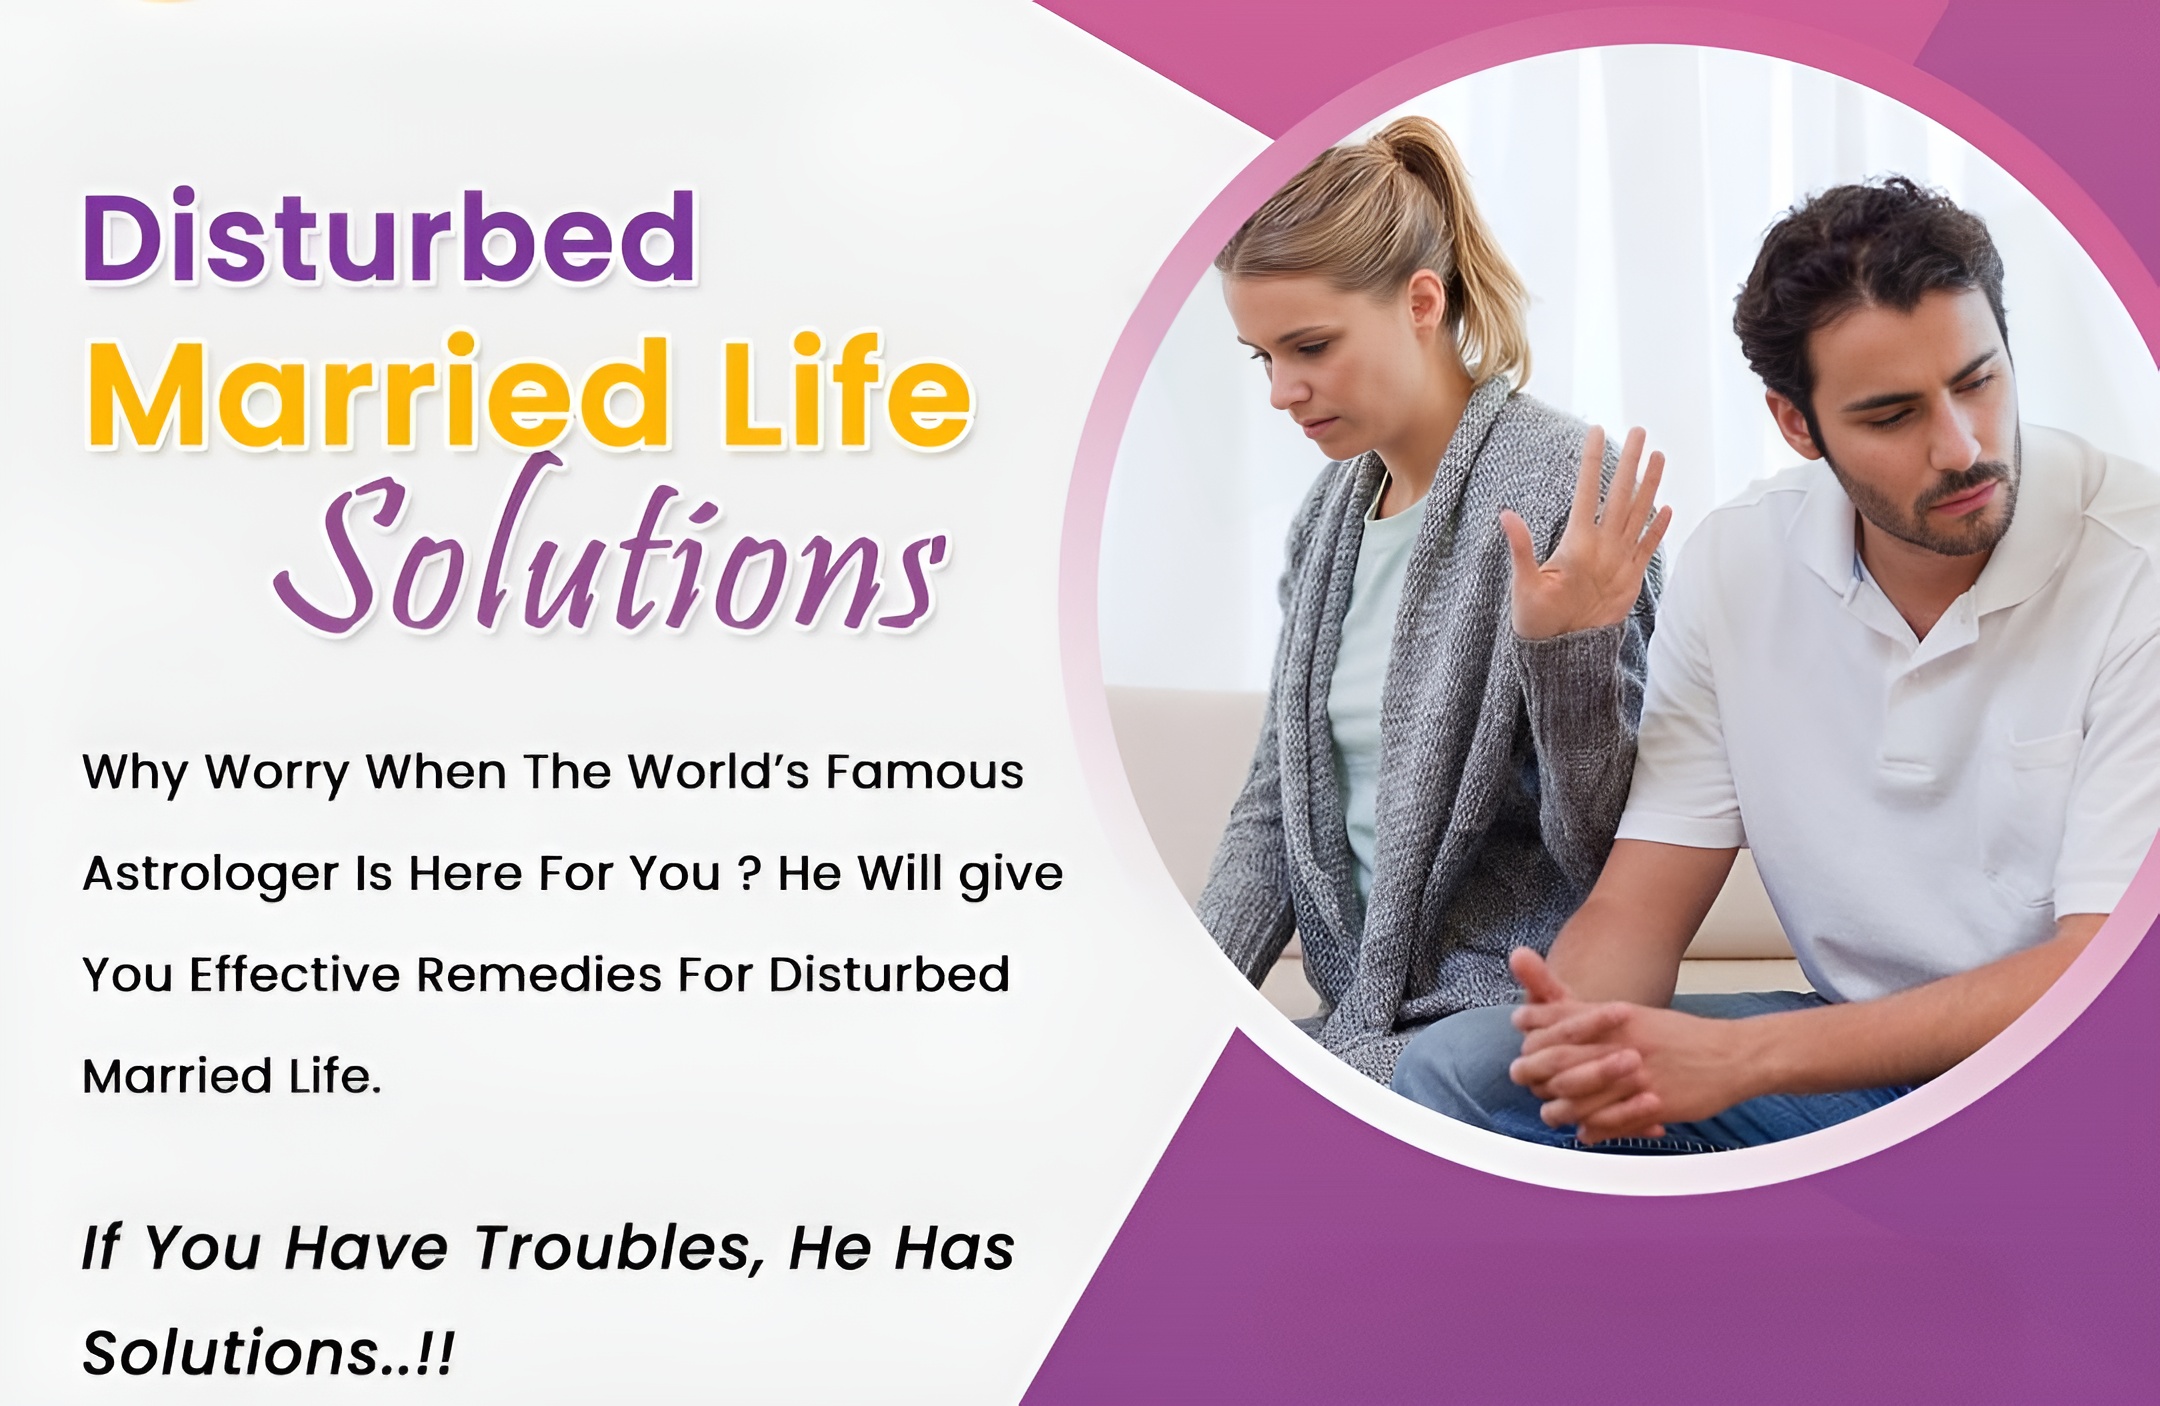 Disturbed
Married Life
Solutions
Why Worry When The World’s Famous
Astrologer Is Here For You ? He Will give
You Effective Remedies For Disturbed
Married Life.
If You Have Troubles, He Has
Solutions..!!